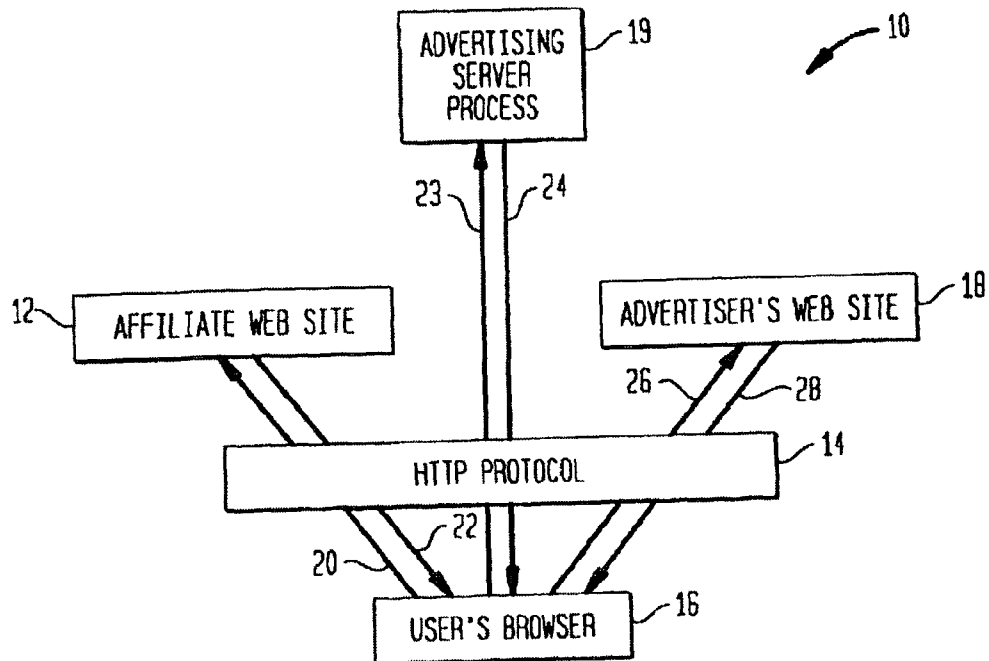 ADVERTISING
SERVER
PROCESS
19
10
23
24
12
AFFILIATE WEB SITE
ADVERTISER'S WEB SITE
18
26
28
HTTP PROTOCOL
14
20
22
USER'S BROWSER
16